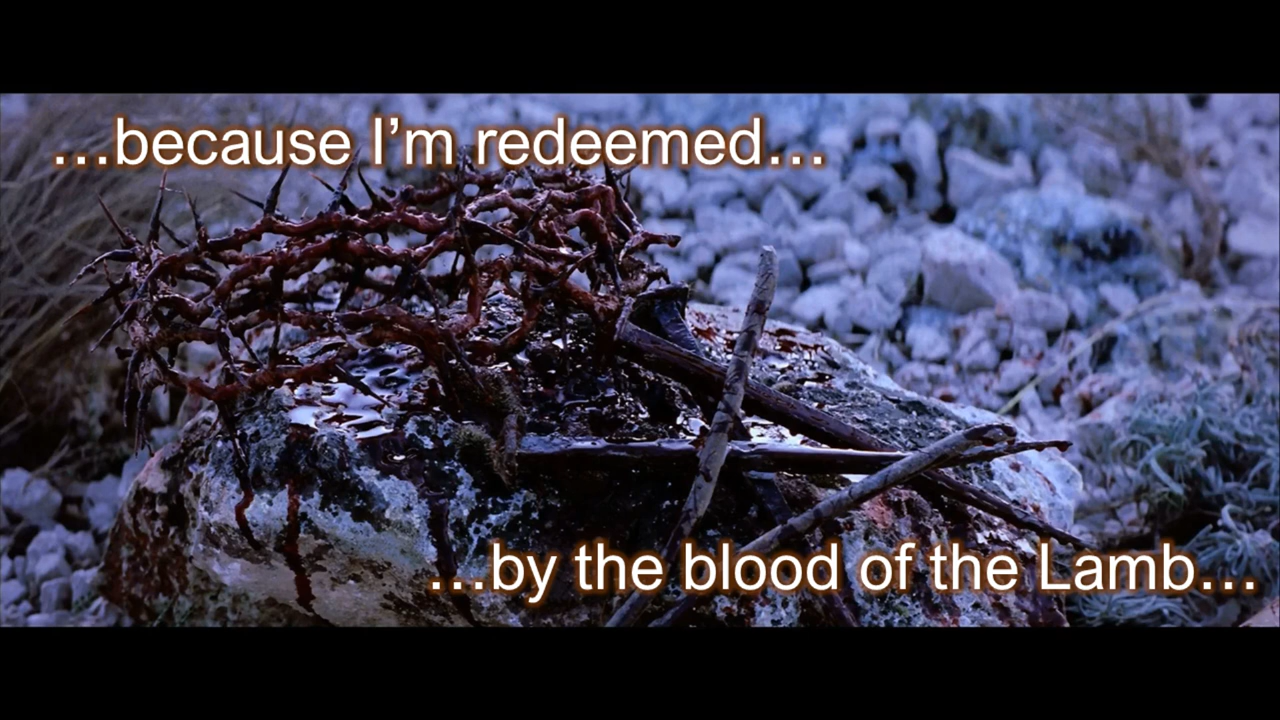 …because I’m redeemed…
…by the blood of the Lamb…